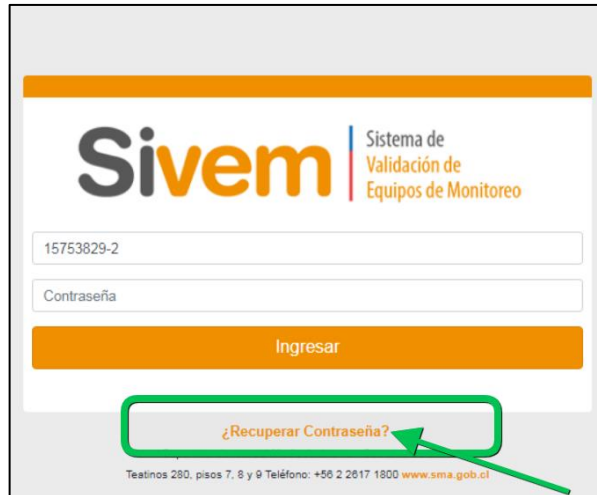 Sivem
Sistema de
Validación de
Equipos de Monitoreo
15753829-2
Contraseña
Ingresar
¿Recuperar Contraseña?
Teatinos 280, pisos 7, 8 y 9 Teléfono: +56 2 2617 1800 www.sma.gob.cl